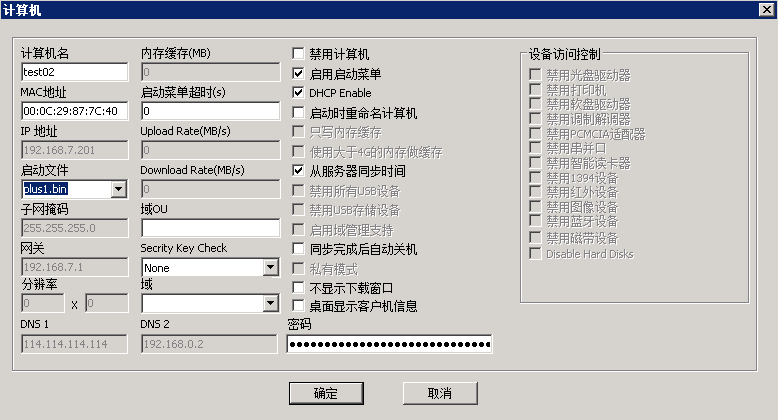 计算机
计算机名
test02
MAC地址
00:0C:29:87:7C:40
IP 地址
192.168.7.201
启动文件
plus1.bin
子网掩码
255.255.255.0
网关
192.168.7.1
分辨率
0 x 0
DNS 1
114.114.114.114
内存缓存(MB)
0
启动菜单超时(s)
0
Upload Rate(MB/s)
0
Download Rate(MB/s)
0
域OU
Secrity Key Check
None
域
DNS 2
192.168.0.2
禁用计算机
启用启动菜单
DHCP Enable
启动时重命名计算机
只写内存缓存
使用大于4G的内存做缓存
从服务器同步时间
禁用所有USB设备
禁用USB存储设备
启用域管理支持
同步完成后自动关机
私有模式
不显示下载窗口
桌面显示客户机信息
密码
设备访问控制
禁用光盘驱动器
禁用打印机
禁用软盘驱动器
禁用调制解调器
禁用PCMCIA适配器
禁用串并口
禁用智能读卡器
禁用1394设备
禁用红外设备
禁用图像设备
禁用蓝牙设备
禁用磁带设备
Disable Hard Disks
确定
取消